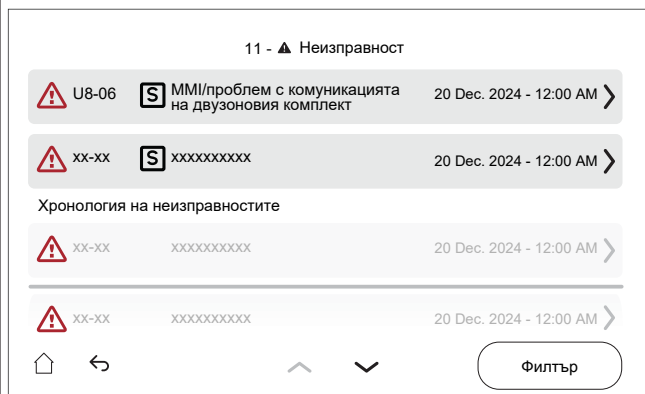 11 - ⚠ Неизправност
U8-06 S MMI/проблем с комуникацията
на двузоновия комплект 20 Dec. 2024 - 12:00 AM
xx-xx S xxxxxxxxxx 20 Dec. 2024 - 12:00 AM
Хронология на неизправностите
xx-xx xxxxxxxxxx 20 Dec. 2024 - 12:00 AM
xx-xx xxxxxxxxxx 20 Dec. 2024 - 12:00 AM
Филтър